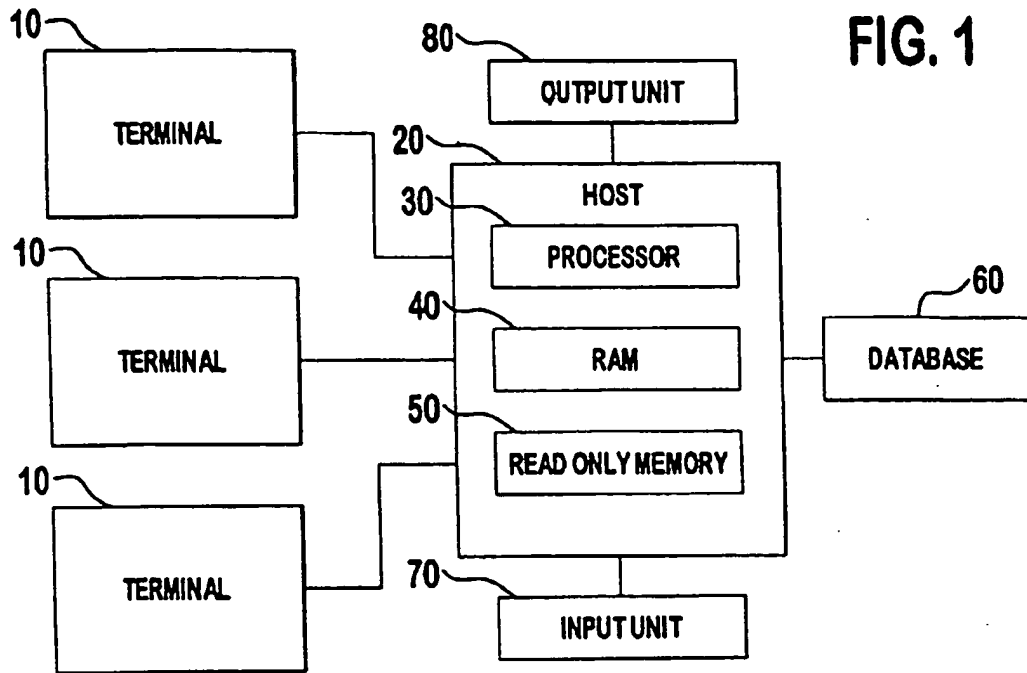 FIG. 1
10
TERMINAL
10
TERMINAL
10
TERMINAL
80
OUTPUT UNIT
20
HOST
30
PROCESSOR
40
RAM
50
READ ONLY MEMORY
60
DATABASE
70
INPUT UNIT